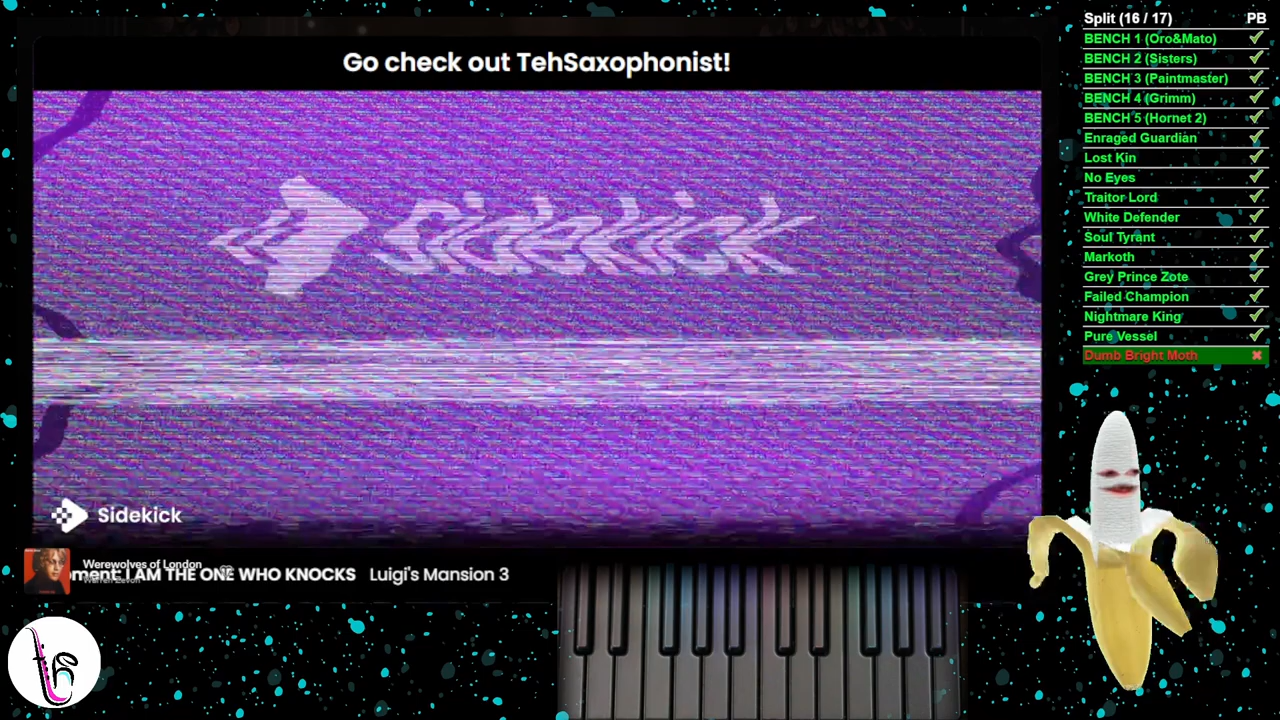 Go check out TehSaxophonist!
Sidekick
Sidekick
Werewolves of London
Warren Zevon
ment: I AM THE ONE WHO KNOCKS Luigi's Mansion 3
Split (16 / 17) PB
BENCH 1 (Oro&Mato)
BENCH 2 (Sisters)
BENCH 3 (Paintmaster)
BENCH 4 (Grimm)
BENCH 5 (Hornet 2)
Enraged Guardian
Lost Kin
No Eyes
Traitor Lord
White Defender
Soul Tyrant
Markoth
Grey Prince Zote
Failed Champion
Nightmare King
Pure Vessel
Dumb Bright Moth